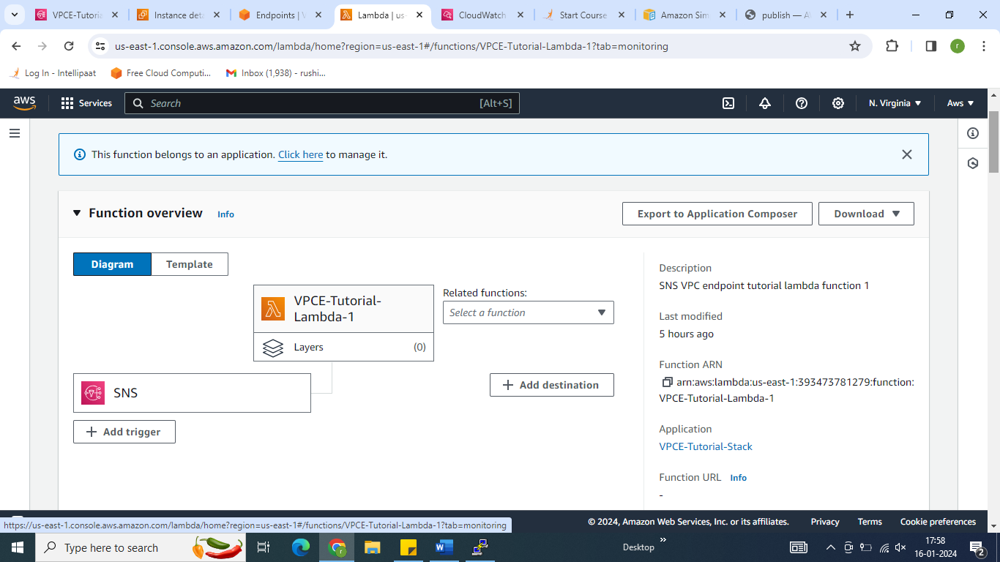 VPCE-Tutoria
Instance deta
Endpoints | V
Lambda | us-
CloudWatch
Start Course
Amazon Sim
publish — A
us-east-1.console.aws.amazon.com/lambda/home?region=us-east-1#/functions/VPCE-Tutorial-Lambda-1?tab=monitoring
r
Log In - Intellipaat
Free Cloud Computi...
Inbox (1,938) - rushi...
aws
Services
Search
[Alt+S]
N. Virginia
Aws
This function belongs to an application. Click here to manage it.
Function overview
Info
Export to Application Composer
Download
Diagram
Template
VPCE-Tutorial-
Lambda-1
Layers
(0)
Related functions:
Select a function
SNS
Add trigger
Add destination
Description
SNS VPC endpoint tutorial lambda function 1
Last modified
5 hours ago
Function ARN
arn:aws:lambda:us-east-1:393473781279:function:
VPCE-Tutorial-Lambda-1
Application
VPCE-Tutorial-Stack
Function URL
Info
-
https://us-east-1.console.aws.amazon.com/lambda/home?region=us-east-1#/functions/VPCE-Tutorial-Lambda-1?tab=monitoring
© 2024, Amazon Web Services, Inc. or its affiliates.
Privacy
Terms
Cookie preferences
Type here to search
r
W
Desktop
17:58
16-01-2024
2